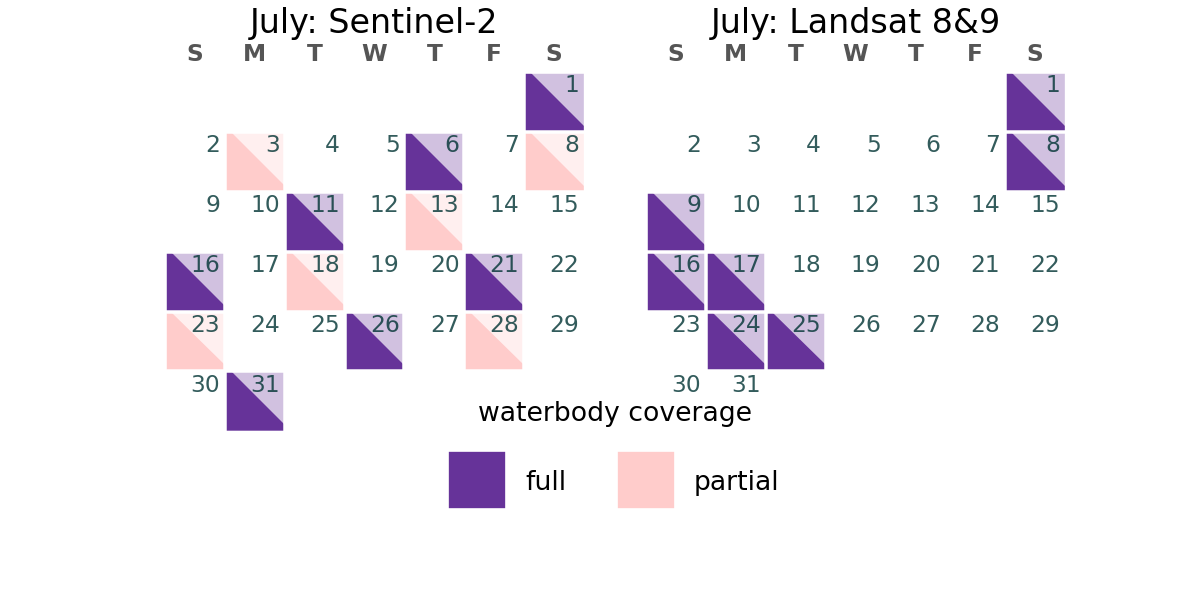 July: Sentinel-2
S M T W T F S
1
2 3 4 5 6 7 8
9 10 11 12 13 14 15
16 17 18 19 20 21 22
23 24 25 26 27 28 29
30 31
July: Landsat 8&9
S M T W T F S
1
2 3 4 5 6 7 8
9 10 11 12 13 14 15
16 17 18 19 20 21 22
23 24 25 26 27 28 29
30 31
waterbody coverage
full partial